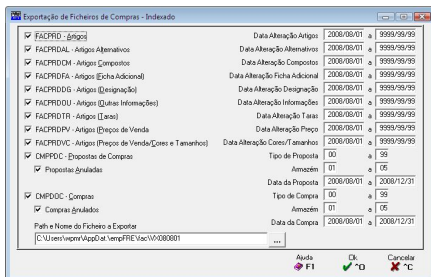 Exportação de Ficheiros de Compras - Indexado
FACPRD - Artigos Data Alteração Artigos 2008/08/01 a 9999/99/99
FACPRDAL - Artigos Alternativos Data Alteração Alternativos 2008/08/01 a 9999/99/99
FACPRDCM - Artigos Compostos Data Alteração Compostos 2008/08/01 a 9999/99/99
FACPRDFA - Artigos (Ficha Adicional) Data Alteração Ficha Adicional 2008/08/01 a 9999/99/99
FACPRDDG - Artigos (Designação) Data Alteração Designação 2008/08/01 a 9999/99/99
FACPRDOU - Artigos (Outras Informações) Data Alteração Informações 2008/08/01 a 9999/99/99
FACPRDTR - Artigos (Taras) Data Alteração Taras 2008/08/01 a 9999/99/99
FACPRDPV - Artigos (Preços de Venda) Data Alteração Preço 2008/08/01 a 9999/99/99
FACPRDVC - Artigos (Preços de Venda/Cores e Tamanhos) Data Alteração Cores/Tamanhos 2008/08/01 a 9999/99/99
CMPPDC - Propostas de Compras Tipo de Proposta 00 a 99
Propostas Anuladas Armazém 01 a 05
Data da Proposta 2008/08/01 a 2008/12/31
CMPDOC - Compras Tipo de Compra 00 a 99
Compras Anulados Armazém 01 a 05
Data da Compra 2008/08/01 a 2008/12/31
Path e Nome do Ficheiro a Exportar
C:\Users\wpmr\AppDat.\empFRE\fac\VX080801 ...
Ajuda Ok Cancelar
F1 ^O ^C